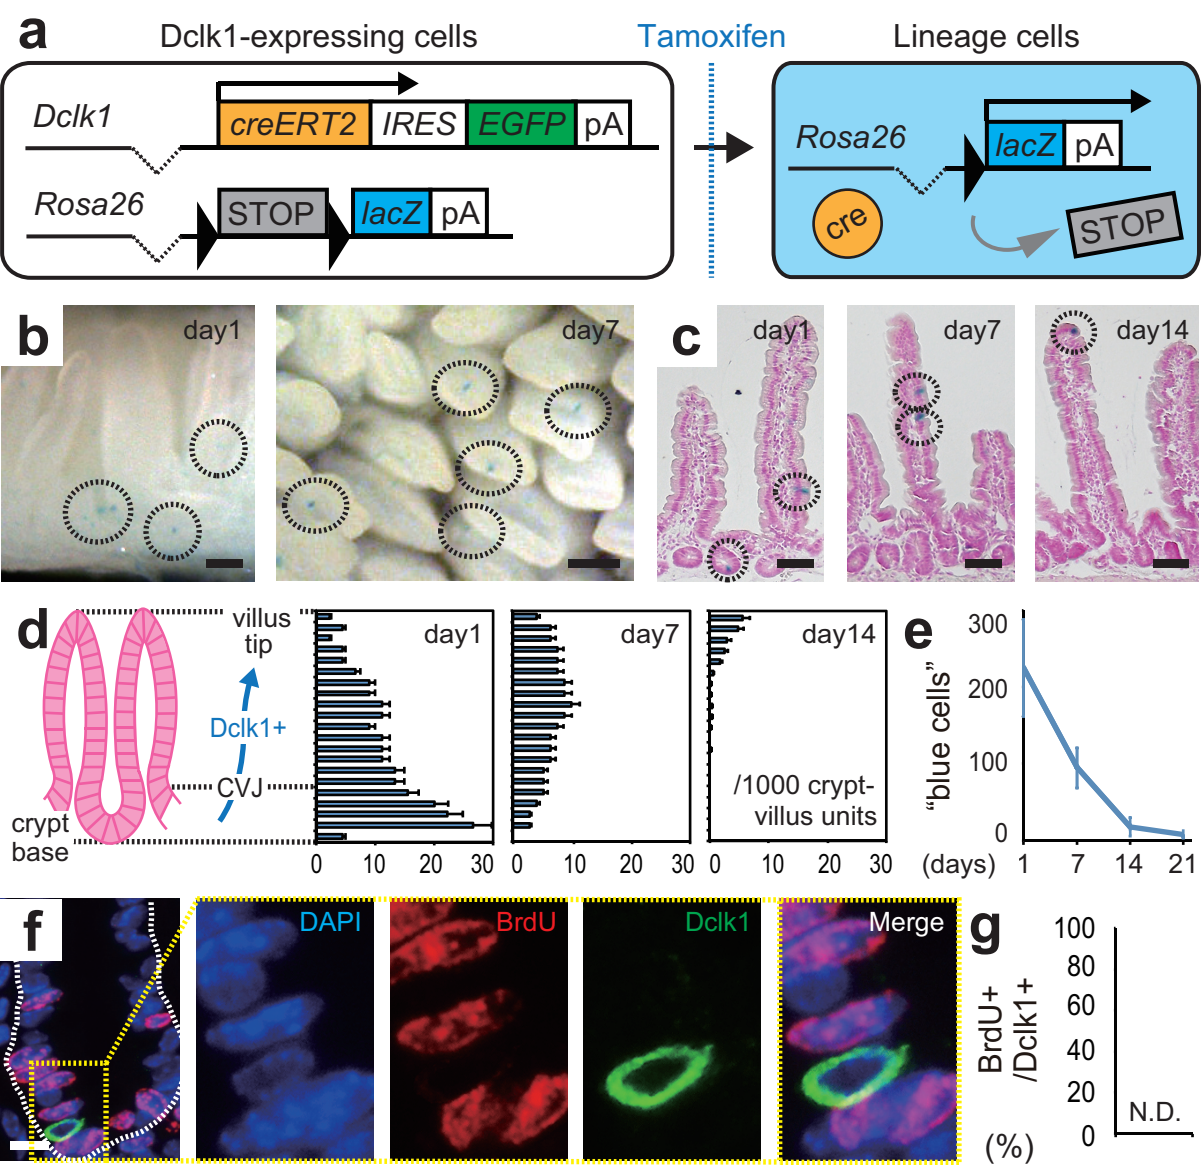 a
Dclk1-expressing cells
Tamoxifen
Lineage cells
Dclk1
creERT2
IRES
EGFP
pA
Rosa26
STOP
lacZ
pA
Rosa26
lacZ
pA
cre
STOP
b
day1
day7
c
day1
day7
day14
d
villus
tip
Dclk1+
CVJ
crypt
base
day1
0 10 20 30
day7
0 10 20 30
day14
/1000 crypt-
villus units
0 10 20 30
e
"blue cells"
300
200
100
0
(days) 1 7 14 21
f
DAPI
BrdU
Dclk1
Merge
g
BrdU+
/Dclk1+
(%)
100
80
60
40
20
0
N.D.